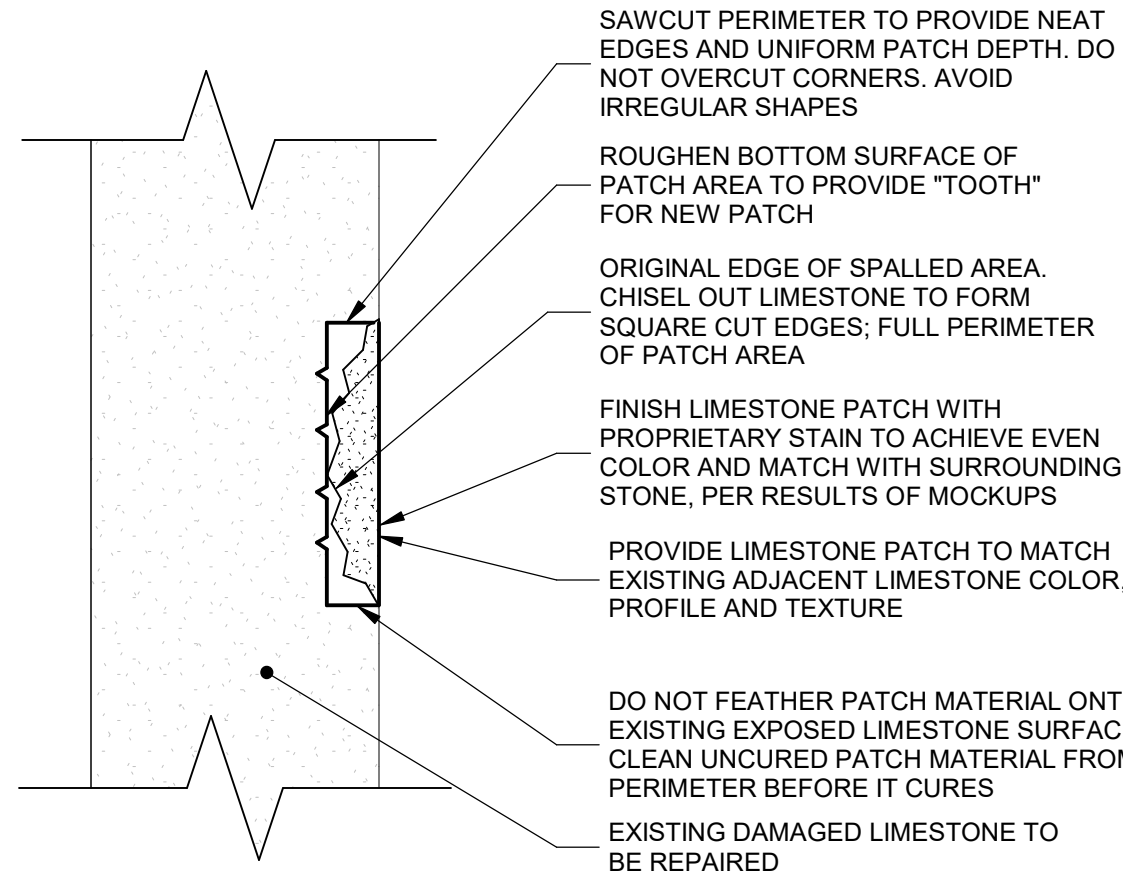 SAWCUT PERIMETER TO PROVIDE NEAT
EDGES AND UNIFORM PATCH DEPTH. DO
NOT OVERCUT CORNERS. AVOID
IRREGULAR SHAPES
ROUGHEN BOTTOM SURFACE OF
PATCH AREA TO PROVIDE "TOOTH"
FOR NEW PATCH
ORIGINAL EDGE OF SPALLED AREA.
CHISEL OUT LIMESTONE TO FORM
SQUARE CUT EDGES; FULL PERIMETER
OF PATCH AREA
FINISH LIMESTONE PATCH WITH
PROPRIETARY STAIN TO ACHIEVE EVEN
COLOR AND MATCH WITH SURROUNDING
STONE, PER RESULTS OF MOCKUPS
PROVIDE LIMESTONE PATCH TO MATCH
EXISTING ADJACENT LIMESTONE COLOR,
PROFILE AND TEXTURE
DO NOT FEATHER PATCH MATERIAL ONT
EXISTING EXPOSED LIMESTONE SURFAC
CLEAN UNCURED PATCH MATERIAL FROM
PERIMETER BEFORE IT CURES
EXISTING DAMAGED LIMESTONE TO
BE REPAIRED